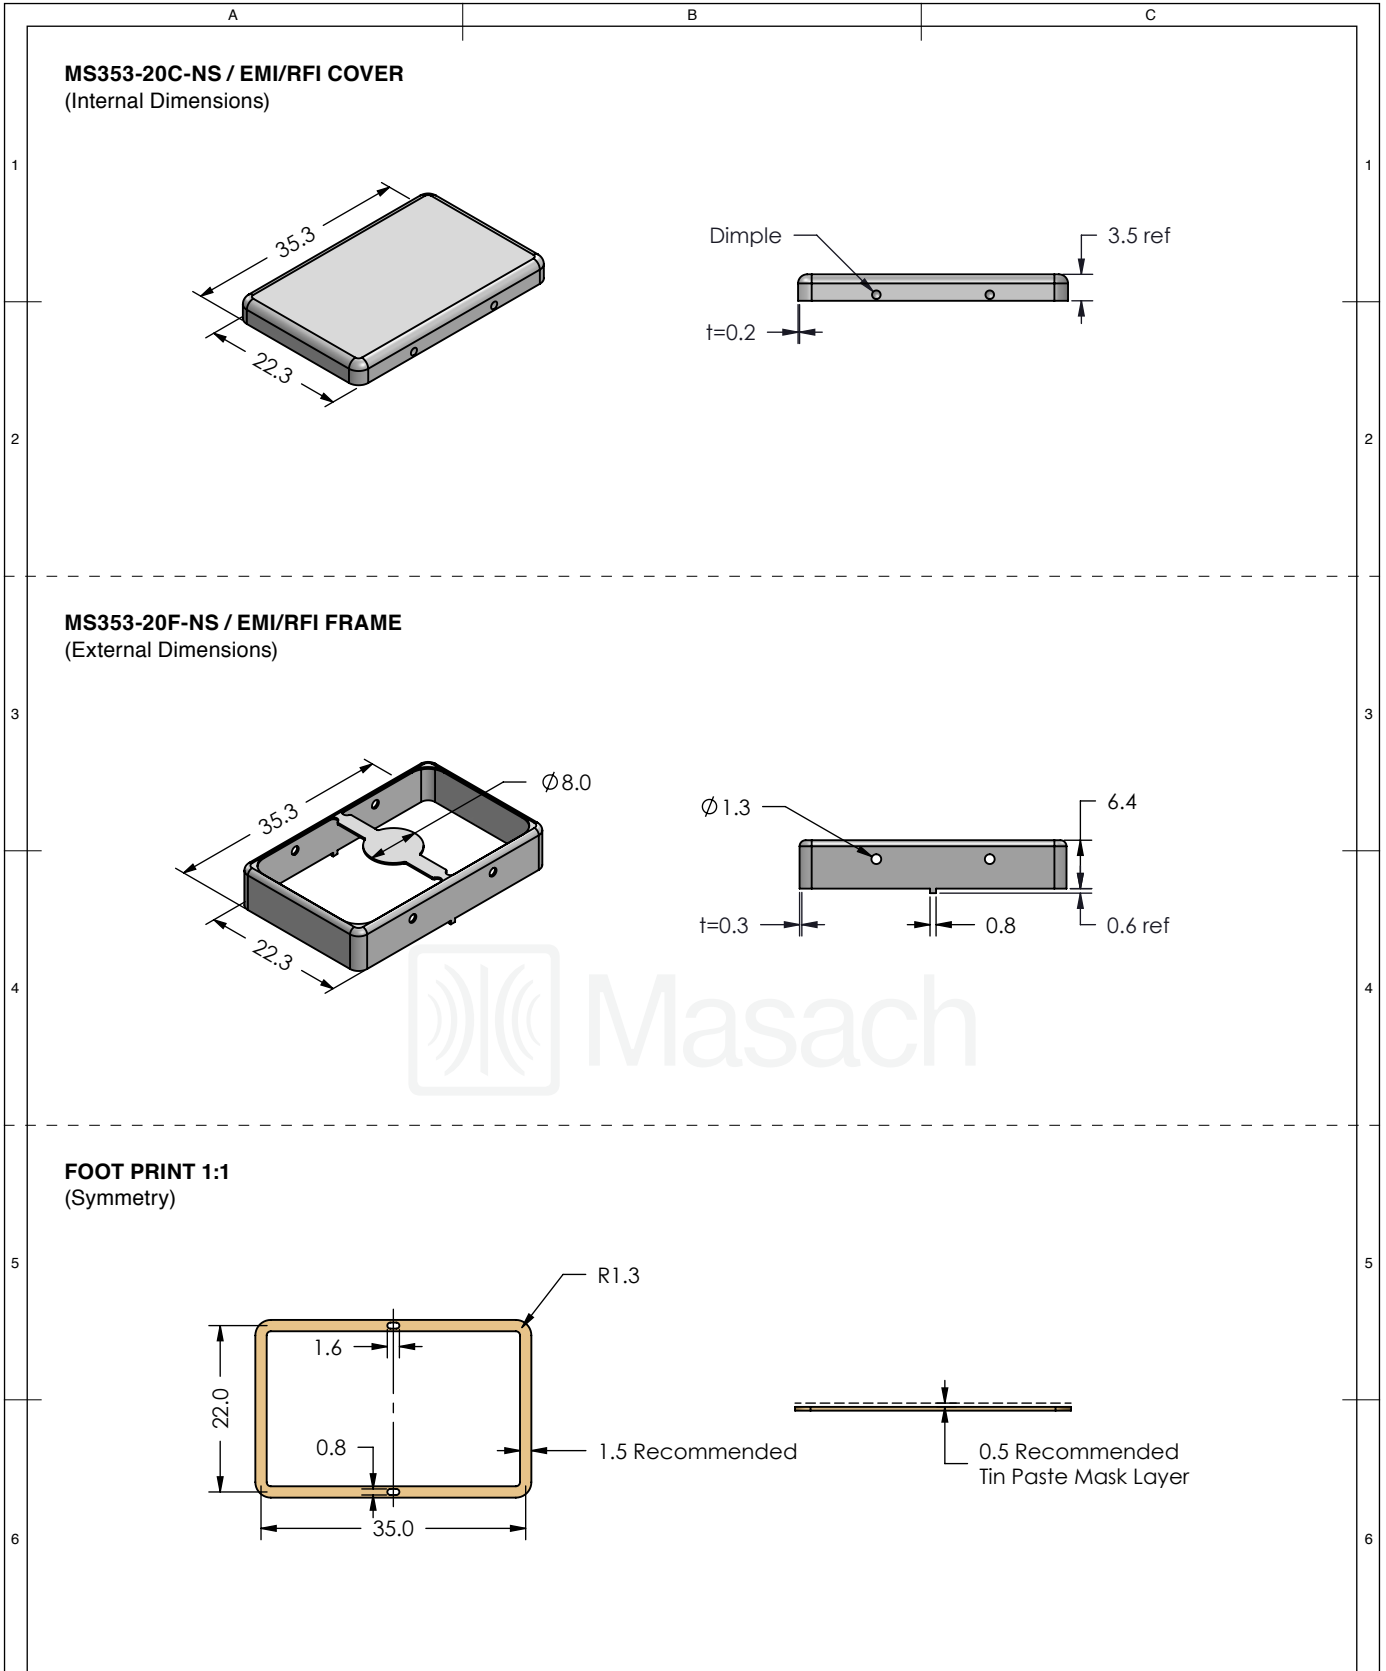 A
B
C
MS353-20C-NS / EMI/RFI COVER
(Internal Dimensions)
1
1
35.3
22.3
Dimple
3.5 ref
t=0.2
2
2
MS353-20F-NS / EMI/RFI FRAME
(External Dimensions)
3
3
35.3
Ø8.0
22.3
Ø1.3
6.4
t=0.3
0.8
0.6 ref
4
4
Masach
FOOT PRINT 1:1
(Symmetry)
5
5
R1.3
1.6
22.0
0.8
1.5 Recommended
35.0
0.5 Recommended
Tin Paste Mask Layer
6
6